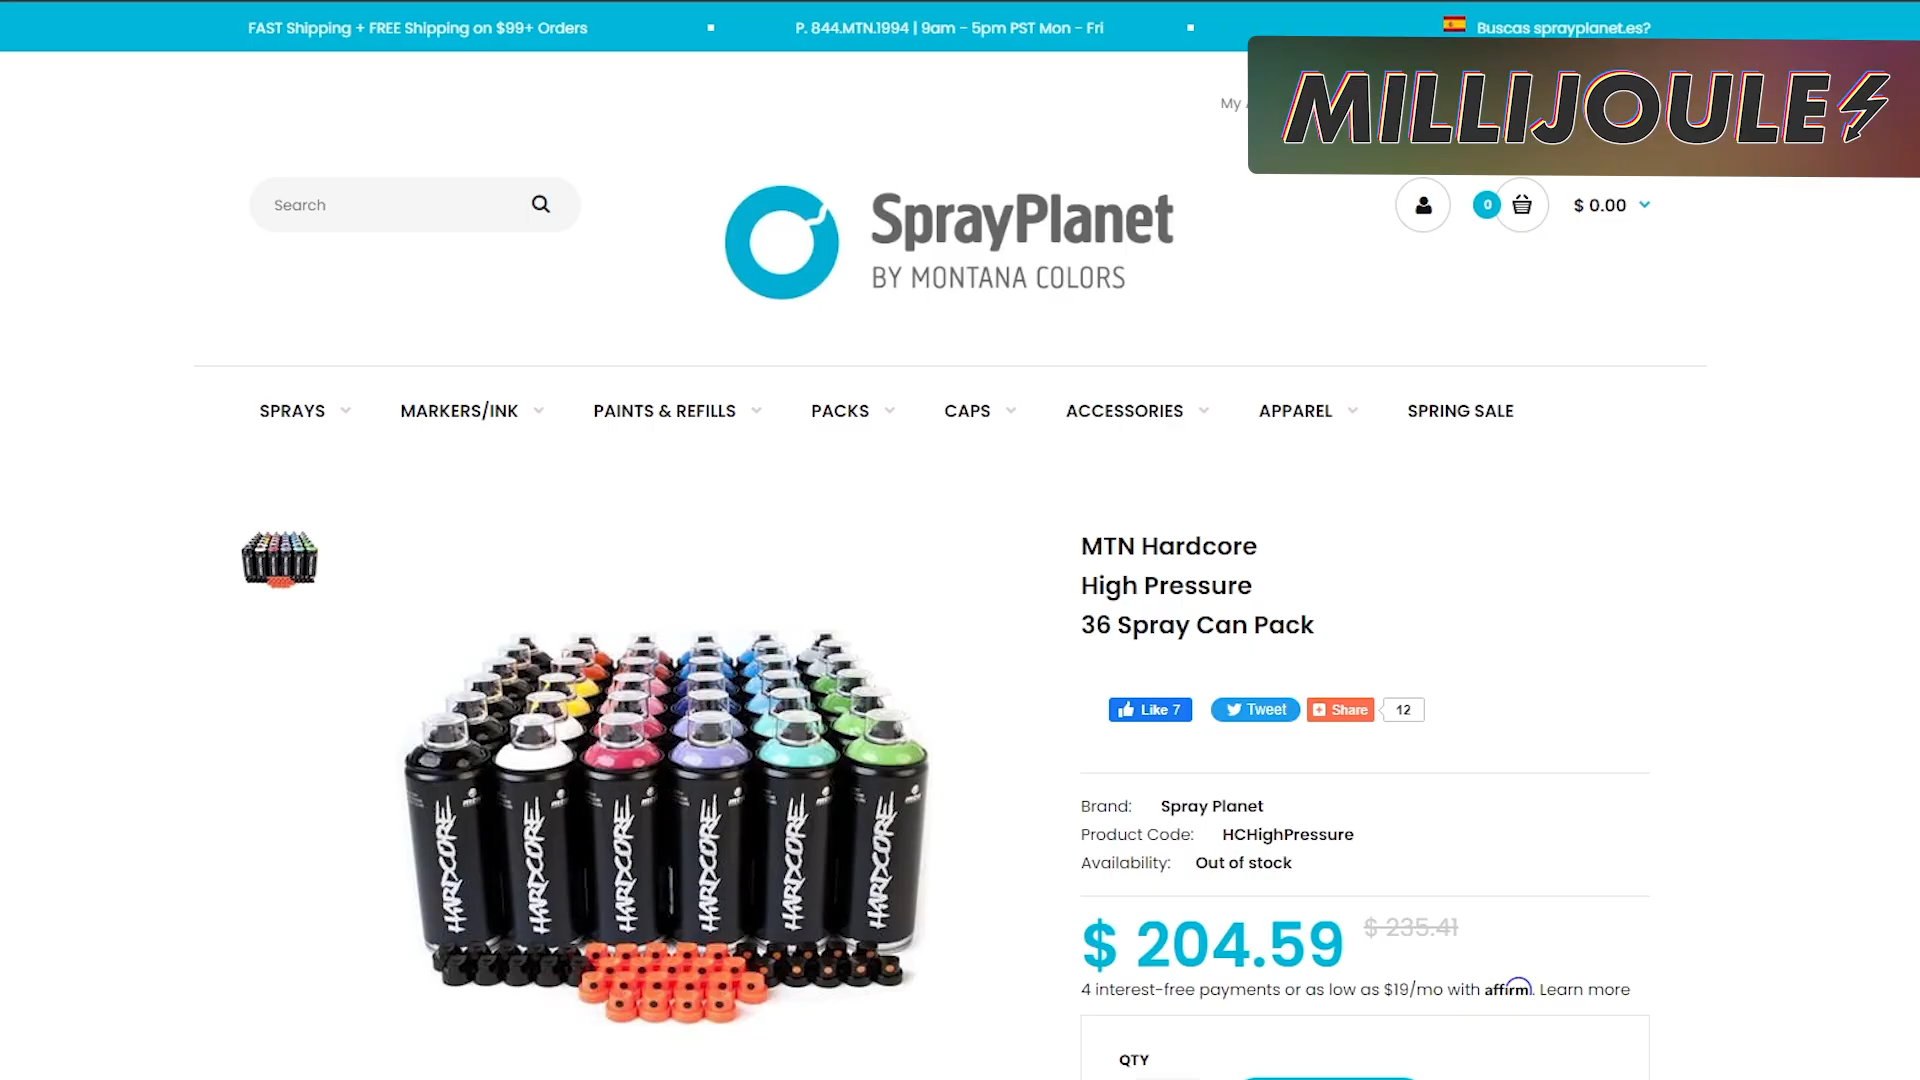 FAST Shipping + FREE Shipping on $99+ Orders
P. 844.MTN.1994 | 9am - 5pm PST Mon - Fri
Buscas sprayplanet.es?
My
MILLIJOULE
Search
SprayPlanet
BY MONTANA COLORS
0
$ 0.00
SPRAYS
MARKERS/INK
PAINTS & REFILLS
PACKS
CAPS
ACCESSORIES
APPAREL
SPRING SALE
MTN Hardcore
High Pressure
36 Spray Can Pack
Like 7
Tweet
Share
12
HARDCORE
HARDCORE
HARDCORE
HARDCORE
HARDCORE
HARDCORE
Brand: Spray Planet
Product Code: HCHighPressure
Availability: Out of stock
$ 204.59 $ 235.41
4 interest-free payments or as low as $19/mo with affirm. Learn more
QTY